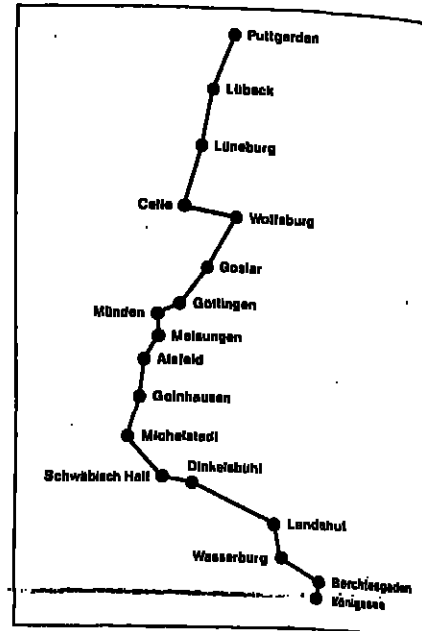 Puttgarden
Lübeck
Lüneburg
Celle
Wolfsburg
Goslar
Göttingen
Münden
Melsungen
Alsfeld
Gelnhausen
Michelstadt
Schwäbisch Hall
Dinkelsbühl
Landshut
Wasserburg
Berchtesgaden
Königssee